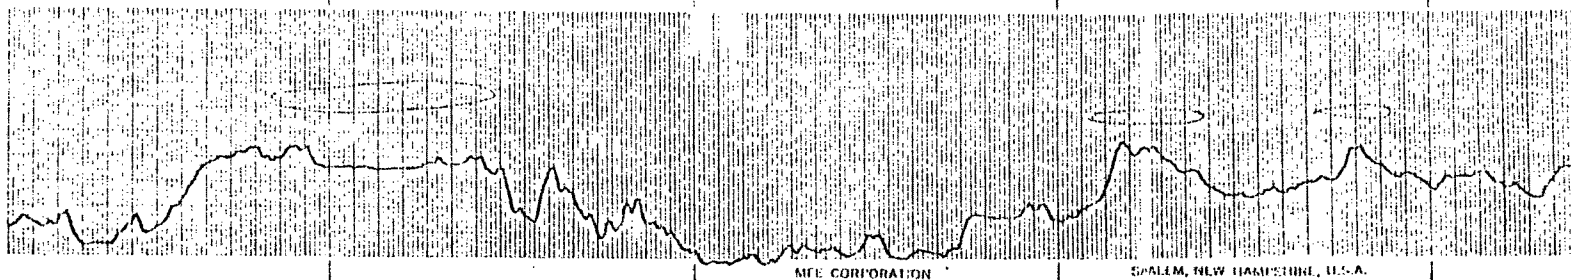 MFE CORPORATION
SALEM, NEW HAMPSHIRE, U.S.A.